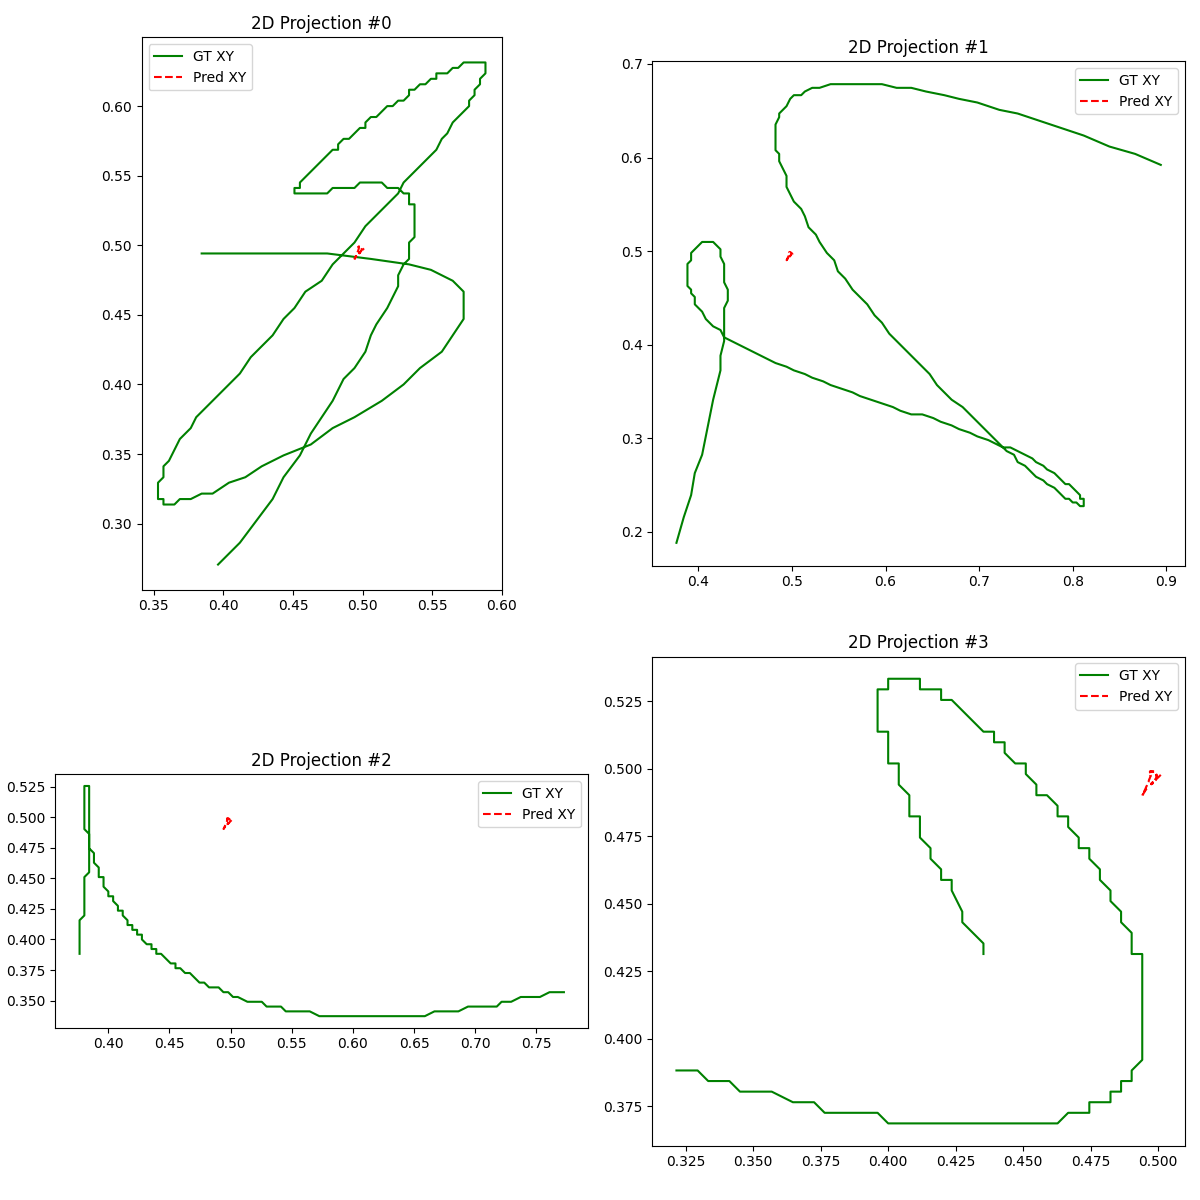 2D Projection #0
GT XY
Pred XY
0.60
0.55
0.50
0.45
0.40
0.35
0.30
0.35 0.40 0.45 0.50 0.55 0.60
2D Projection #1
GT XY
Pred XY
0.7
0.6
0.5
0.4
0.3
0.2
0.4 0.5 0.6 0.7 0.8 0.9
2D Projection #2
GT XY
Pred XY
0.525
0.500
0.475
0.450
0.425
0.400
0.375
0.350
0.40 0.45 0.50 0.55 0.60 0.65 0.70 0.75
2D Projection #3
GT XY
Pred XY
0.525
0.500
0.475
0.450
0.425
0.400
0.375
0.325 0.350 0.375 0.400 0.425 0.450 0.475 0.500